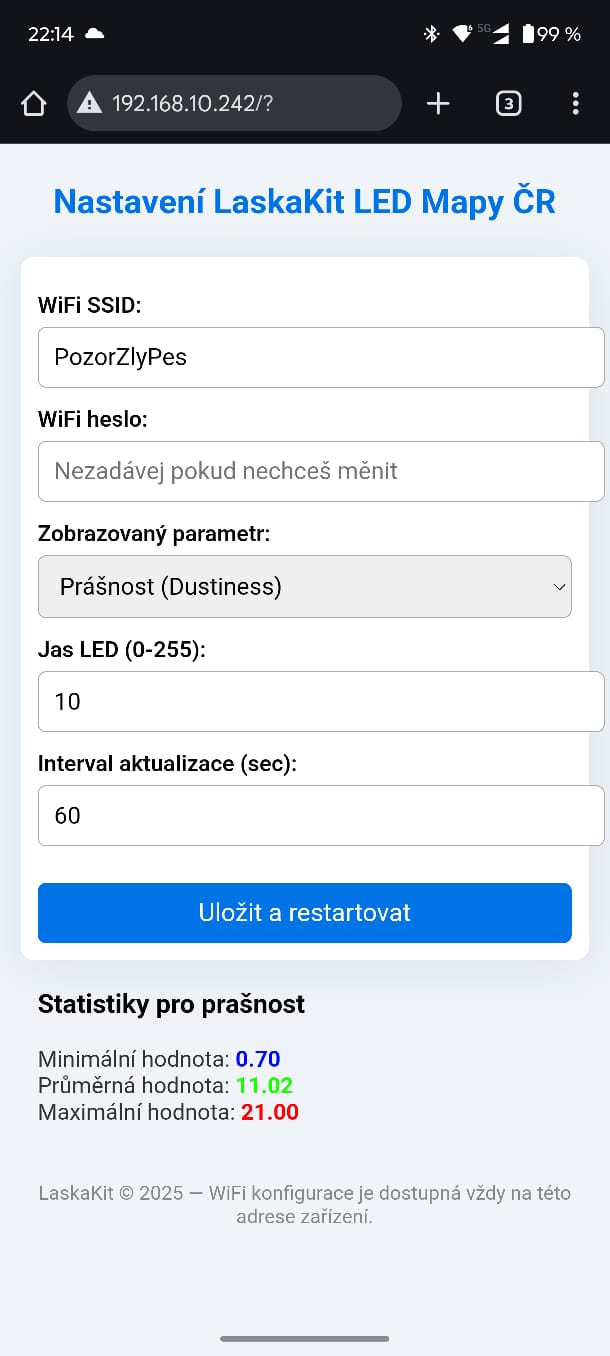 22:14
5G 99 %
192.168.10.242/?
3
Nastavení LaskaKit LED Mapy ČR
WiFi SSID:
PozorZlyPes
WiFi heslo:
Nezadávej pokud nechceš měnit
Zobrazovaný parametr:
Prášnost (Dustiness)
Jas LED (0-255):
10
Interval aktualizace (sec):
60
Uložit a restartovat
Statistiky pro prašnost
Minimální hodnota: 0.70
Průměrná hodnota: 11.02
Maximální hodnota: 21.00
LaskaKit © 2025 — WiFi konfigurace je dostupná vždy na této
adrese zařízení.